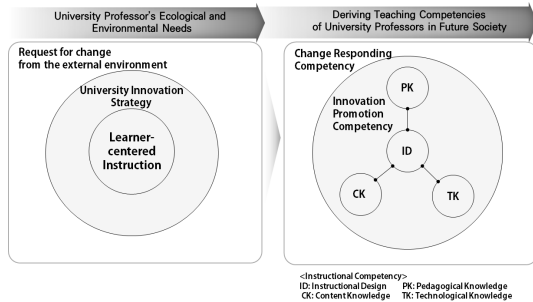 University Professor's Ecological and
Environmental Needs
Deriving Teaching Competencies
of University Professors in Future Society
Request for change
from the external environment
University Innovation
Strategy
Learner-
centered
Instruction
Change Responding
Competency
Innovation
Promotion
Competency
PK
ID
CK
TK
<Instructional Competency>
ID: Instructional Design PK: Pedagogical Knowledge
CK: Content Knowledge TK: Technological Knowledge